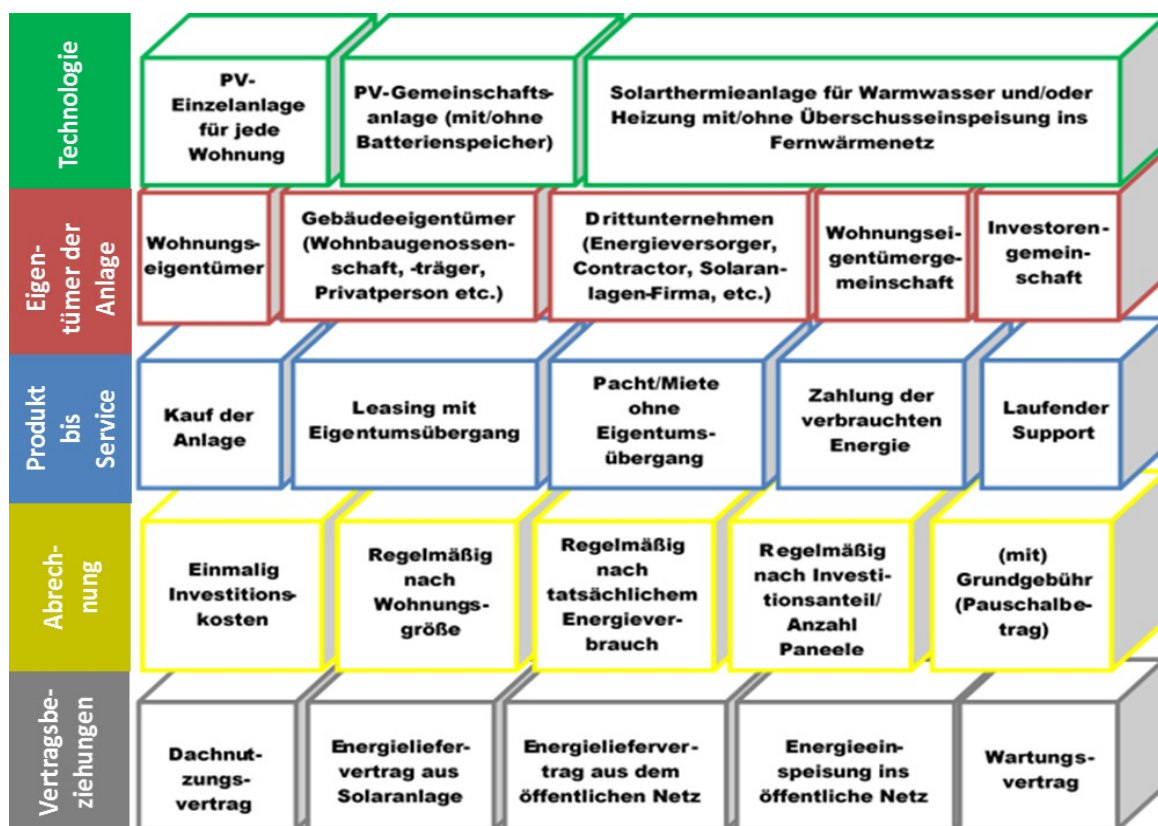 Technologie
PV-
Einzelanlage
für jede
Wohnung
PV-Gemeinschafts-
anlage (mit/ohne
Batterienspeicher)
Solarthermieanlage für Warmwasser und/oder
Heizung mit/ohne Überschusseinspeisung ins
Fernwärmenetz
Eigen-
tümer der
Anlage
Wohnungs-
eigentümer
Gebäudeeigentümer
(Wohnbaugenossen-
schaft, -träger,
Privatperson etc.)
Drittunternehmen
(Energieversorger,
Contractor, Solaran-
lagen-Firma, etc.)
Wohnungsei-
gentümerge-
meinschaft
Investoren-
gemein-
schaft
Produkt
bis
Service
Kauf der
Anlage
Leasing mit
Eigentumsübergang
Pacht/Miete
ohne
Eigentums-
übergang
Zahlung der
verbrauchten
Energie
Laufender
Support
Abrech-
nung
Einmalig
Investitions-
kosten
Regelmäßig
nach
Wohnungs-
größe
Regelmäßig
nach
tatsächlichem
Energiever-
brauch
Regelmäßig
nach Investi-
tionsanteil/
Anzahl
Paneele
(mit)
Grundgebühr
(Pauschalbe-
trag)
Vertragsbe-
ziehungen
Dachnut-
zungs-
vertrag
Energieliefer-
vertrag aus
Solaranlage
Energieliefervertrag-
trag aus dem
öffentlichen Netz
Energieein-
speisung ins
öffentliche Netz
Wartungs-
vertrag